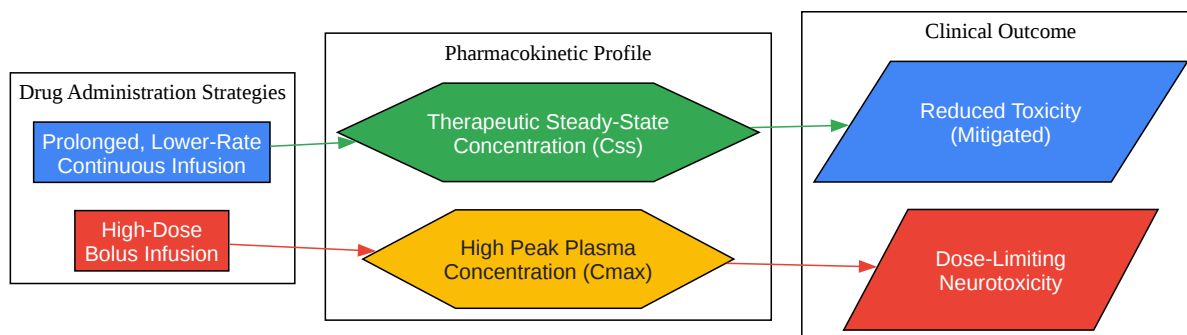 Drug Administration Strategies
Prolonged, Lower-Rate
Continuous Infusion
High-Dose
Bolus Infusion
Pharmacokinetic Profile
Therapeutic Steady-State
Concentration (Css)
High Peak Plasma
Concentration (Cmax)
Clinical Outcome
Reduced Toxicity
(Mitigated)
Dose-Limiting
Neurotoxicity